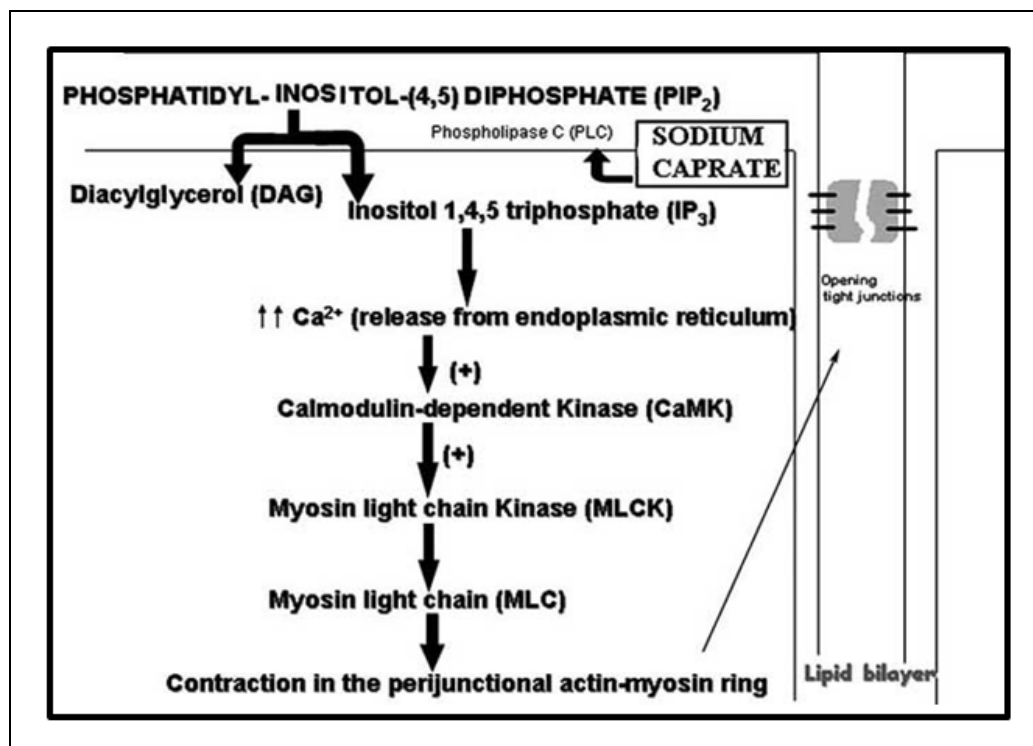 PHOSPHATIDYL- INOSITOL-(4,5) DIPHOSPHATE (PIP₂)
Phospholipase C (PLC)
SODIUM
CAPRATE
Diacylglycerol (DAG)
Inositol 1,4,5 triphosphate (IP₃)
Opening
tight junctions
↑↑ Ca²⁺ (release from endoplasmic reticulum)
(+)
Calmodulin-dependent Kinase (CaMK)
(+)
Myosin light chain Kinase (MLCK)
Myosin light chain (MLC)
Contraction in the perijunctional actin-myosin ring
Lipid bilayer